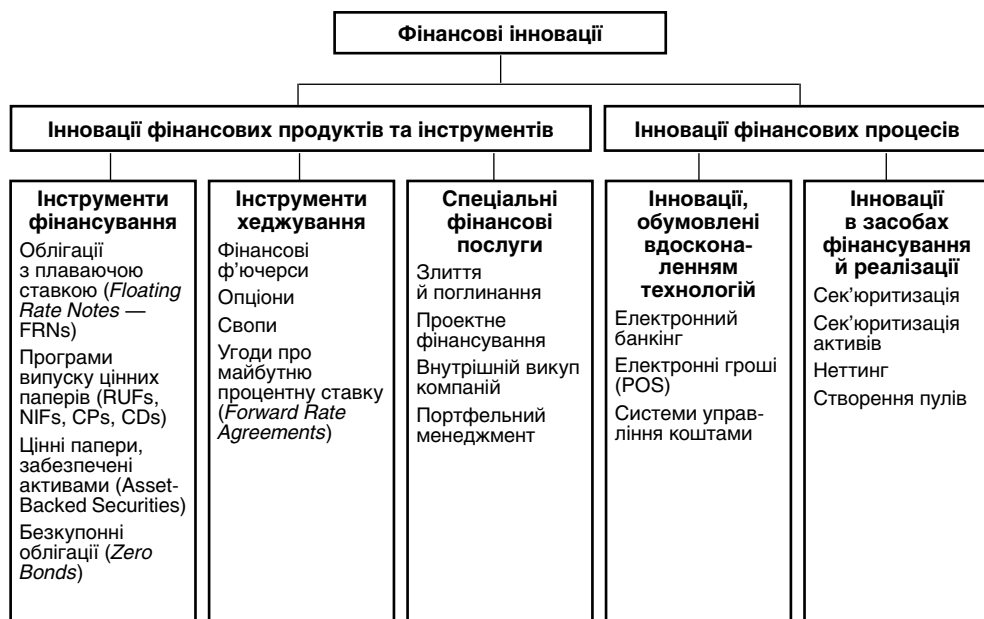 Фінансові інновації
Інновації фінансових продуктів та інструментів
Інновації фінансових процесів
Інструменти
фінансування
Облігації
з плаваючою
ставкою (Floating
Rate Notes —
FRNs)
Програми
випуску цінних
паперів (RUFs,
NIFs, CPs, CDs)
Цінні папери,
забезпечені
активами (Asset-
Backed Securities)
Безкупонні
облігації (Zero
Bonds)
Інструменти
хеджування
Фінансові
ф’ючерси
Опціони
Свопи
Угоди про
майбутню
процентну ставку
(Forward Rate
Agreements)
Спеціальні
фінансові
послуги
Злиття
й поглинання
Проектне
фінансування
Внутрішній викуп
компаній
Портфельний
менеджмент
Інновації,
обумовлені
вдоскона-
ленням
технологій
Електронний
банкінг
Електронні гроші
(POS)
Системи управ-
ління коштами
Інновації
в засобах
фінансування
й реалізації
Сек’юритизація
Сек’юритизація
активів
Неттинг
Створення пулів